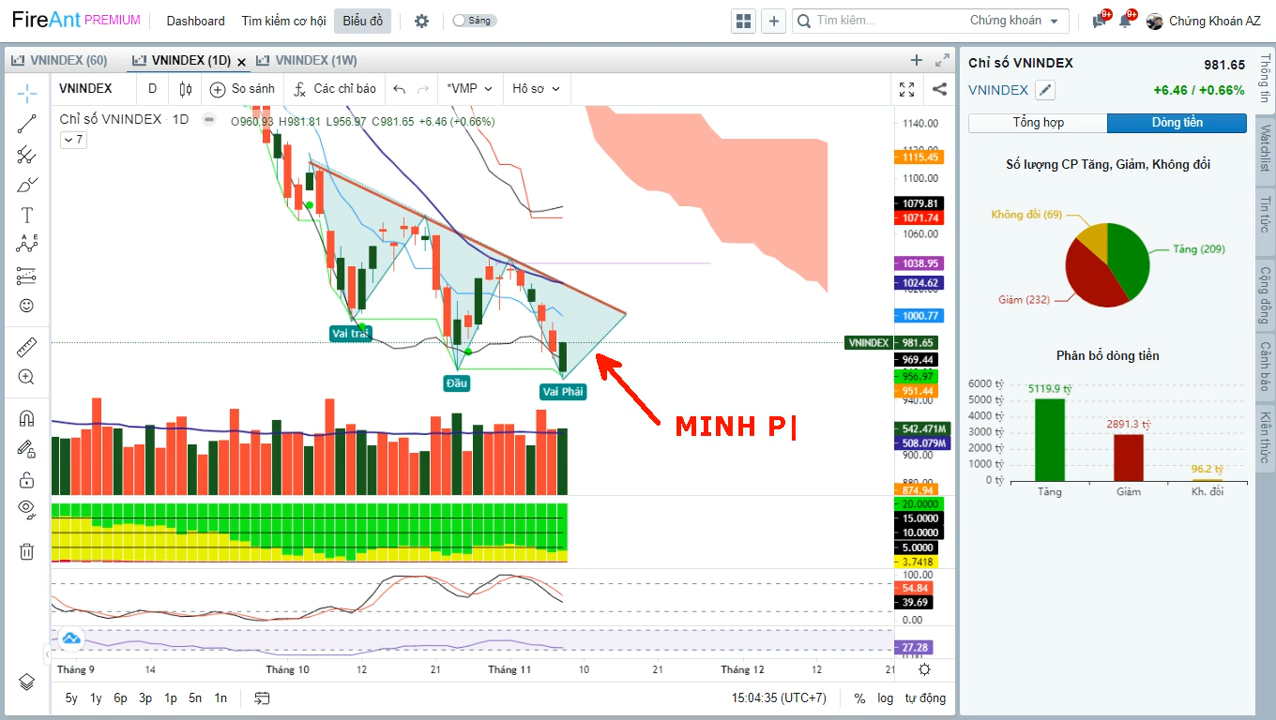 FireAnt PREMIUM Dashboard Tìm kiếm cơ hội Biểu đồ Sáng Tìm kiếm... Chứng khoán 9+ 9+ Chứng Khoán AZ
VNINDEX (60) VNINDEX (1D) VNINDEX (1W)
VNINDEX D So sánh Các chỉ báo *VMP Hồ sơ
Chỉ số VNINDEX · 1D O960.93 H981.81 L956.97 C981.65 +6.46 (+0.66%)
7
Vai trái
Đầu
Vai Phải
MINH P|
1140.00
1115.45
1100.00
1079.81
1071.74
1060.00
1038.95
1024.62
1000.77
VNINDEX 981.65
969.44
956.97
951.44
940.00
542.471M
508.079M
900.00
874.94
20.0000
15.0000
10.0000
5.0000
3.7418
100.00
54.84
39.69
0.00
27.28
Tháng 9 14 Tháng 10 12 21 Tháng 11 10 21 Tháng 12 12 21
5y 1y 6p 3p 1p 5n 1n 15:04:35 (UTC+7) % log tự động
Chỉ số VNINDEX 981.65
VNINDEX +6.46 / +0.66%
Tổng hợp Dòng tiền
Số lượng CP Tăng, Giảm, Không đổi
Không đổi (69)
Tăng (209)
Giảm (232)
Phân bổ dòng tiền
6000 tỷ
5000 tỷ
4000 tỷ
3000 tỷ
2000 tỷ
1000 tỷ
0 tỷ
5119.9 tỷ
2891.3 tỷ
96.2 tỷ
Tăng Giảm Kh. đổi
Thông tin
Watchlist
Tin tức
Cộng đồng
Cảnh báo
Kiến thức